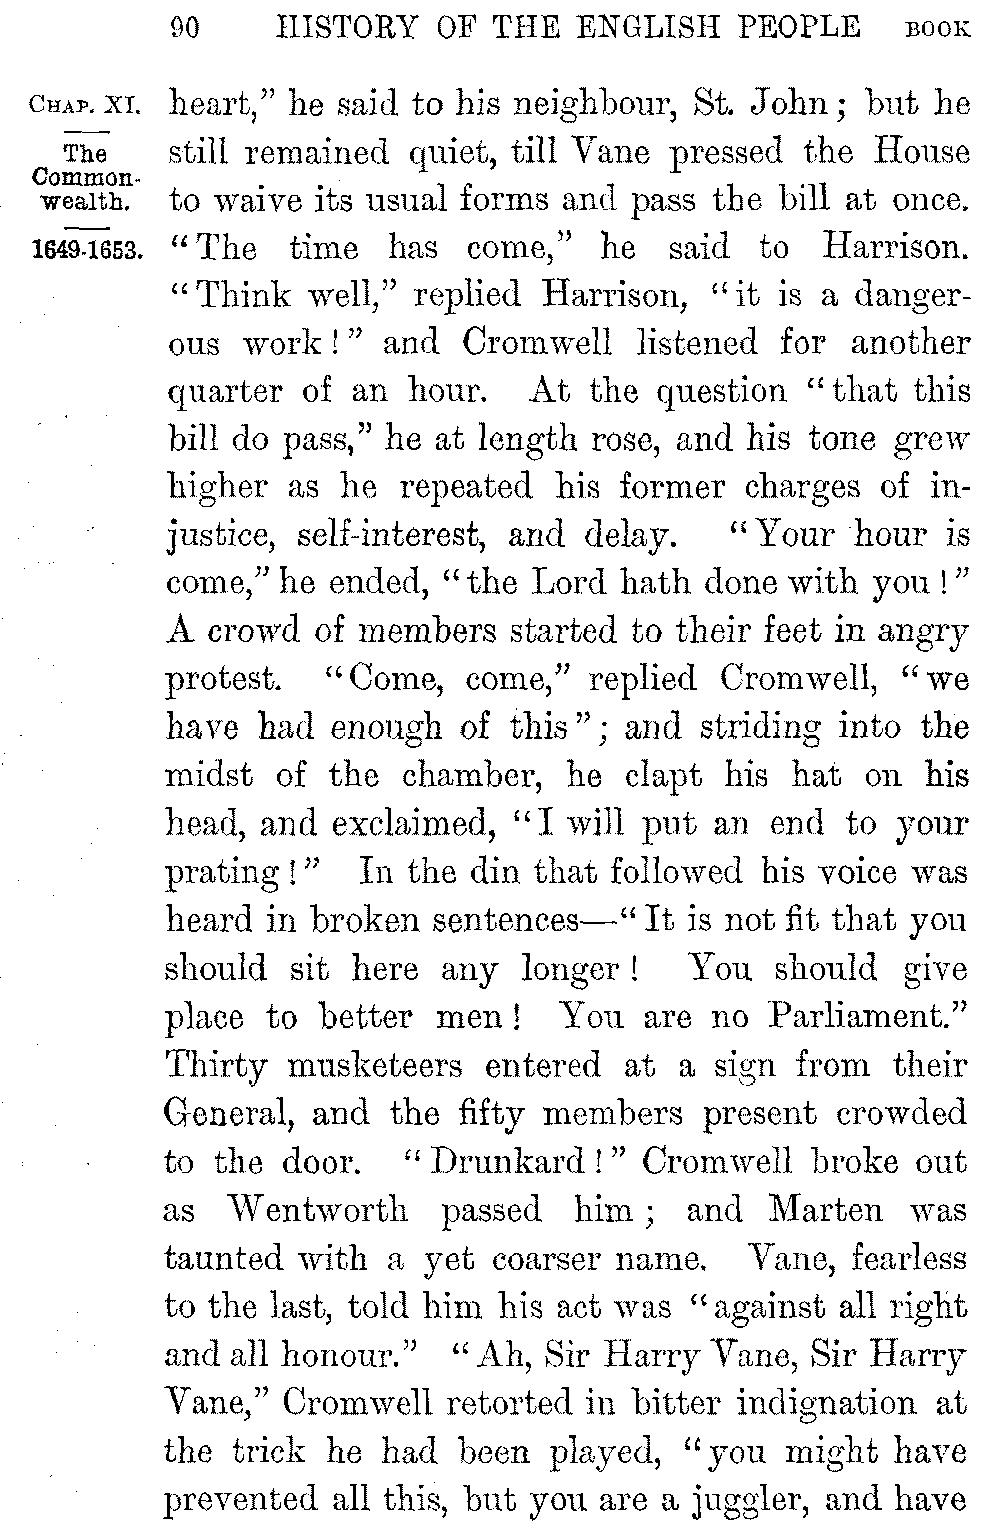 90 HISTORY OF THE ENGLISH PEOPLE BOOK
CHAP. XI.
The
Common-
wealth.
1649-1653.
heart,” he said to his neighbour, St. John; but he
still remained quiet, till Vane pressed the House
to waive its usual forms and pass the bill at once.
“The time has come,” he said to Harrison.
“Think well,” replied Harrison, “it is a danger-
ous work!” and Cromwell listened for another
quarter of an hour. At the question “that this
bill do pass,” he at length rose, and his tone grew
higher as he repeated his former charges of in-
justice, self-interest, and delay. “Your hour is
come,” he ended, “the Lord hath done with you!”
A crowd of members started to their feet in angry
protest. “Come, come,” replied Cromwell, “we
have had enough of this”; and striding into the
midst of the chamber, he clapt his hat on his
head, and exclaimed, “I will put an end to your
prating!” In the din that followed his voice was
heard in broken sentences—“It is not fit that you
should sit here any longer! You should give
place to better men! You are no Parliament.”
Thirty musketeers entered at a sign from their
General, and the fifty members present crowded
to the door. “Drunkard!” Cromwell broke out
as Wentworth passed him; and Marten was
taunted with a yet coarser name. Vane, fearless
to the last, told him his act was “against all right
and all honour.” “Ah, Sir Harry Vane, Sir Harry
Vane,” Cromwell retorted in bitter indignation at
the trick he had been played, “you might have
prevented all this, but you are a juggler, and have